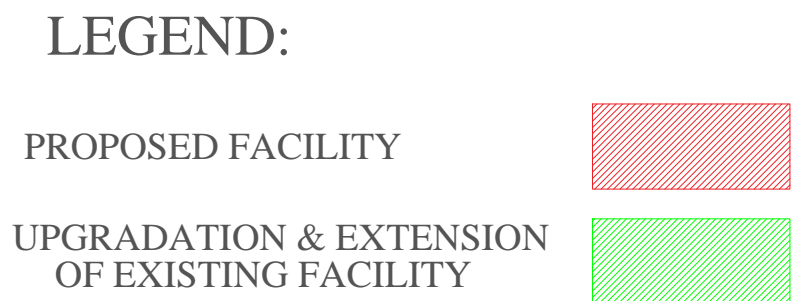 LEGEND:
PROPOSED FACILITY
UPGRADATION & EXTENSION
OF EXISTING FACILITY